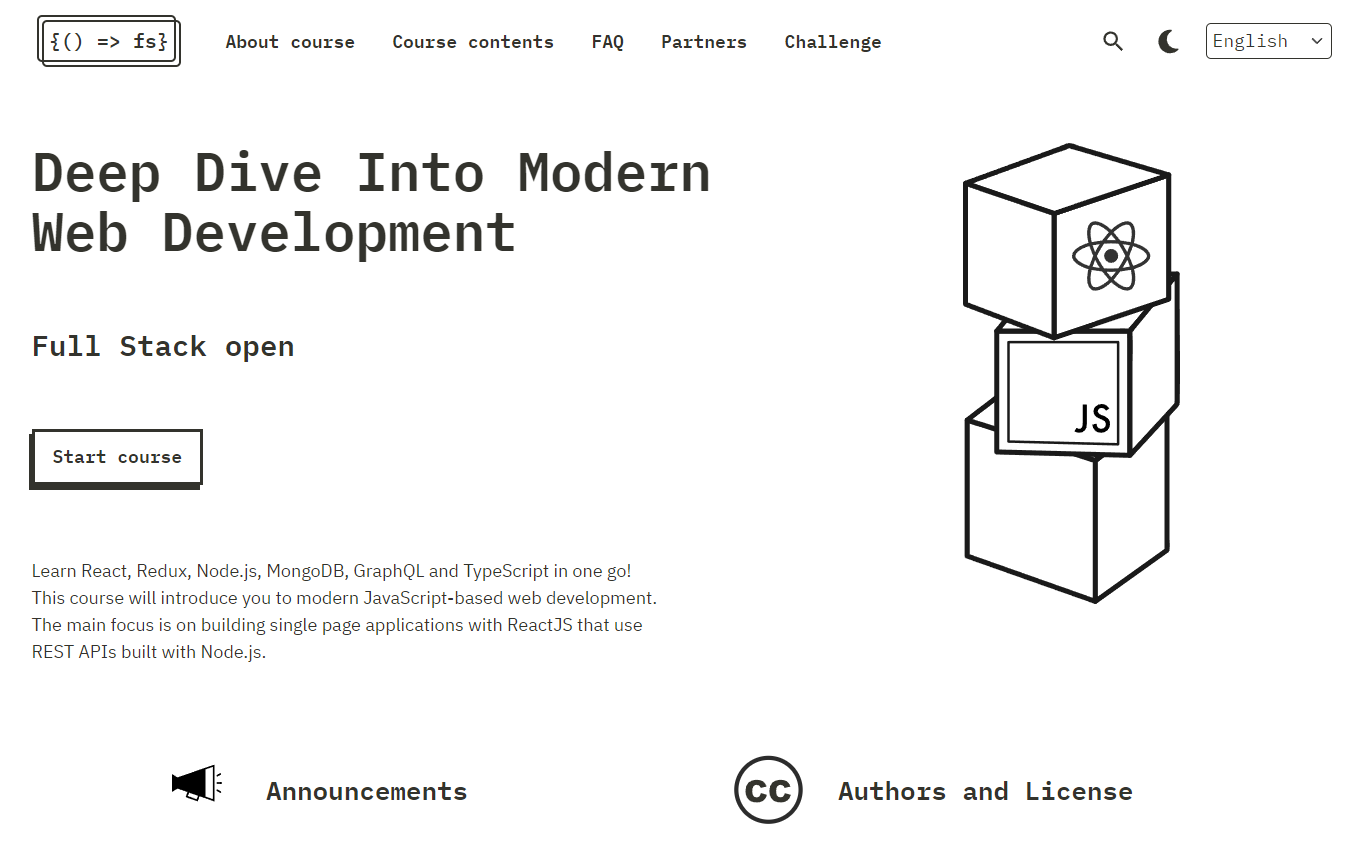 {() => fs}
About course
Course contents
FAQ
Partners
Challenge
English
Deep Dive Into Modern
Web Development
Full Stack open
Start course
Learn React, Redux, Node.js, MongoDB, GraphQL and TypeScript in one go!
This course will introduce you to modern JavaScript-based web development.
The main focus is on building single page applications with ReactJS that use
REST APIs built with Node.js.
JS
Announcements
cc
Authors and License